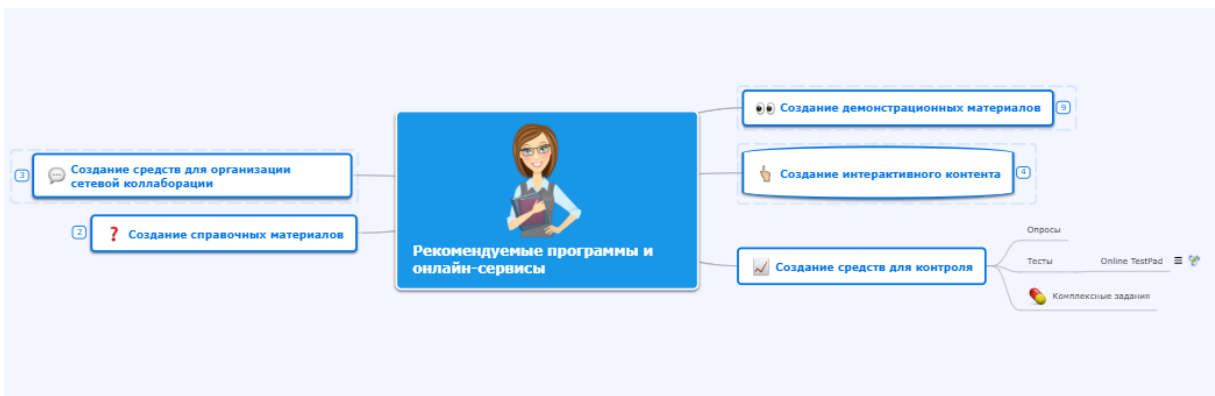 Создание демонстрационных материалов
9
Создание средств для организации
сетевой коллаборации
3
Создание интерактивного контента
4
Создание справочных материалов
2
Рекомендуемые программы и
онлайн-сервисы
Создание средств для контроля
Опросы
Тесты
Online TestPad
Комплексные задания